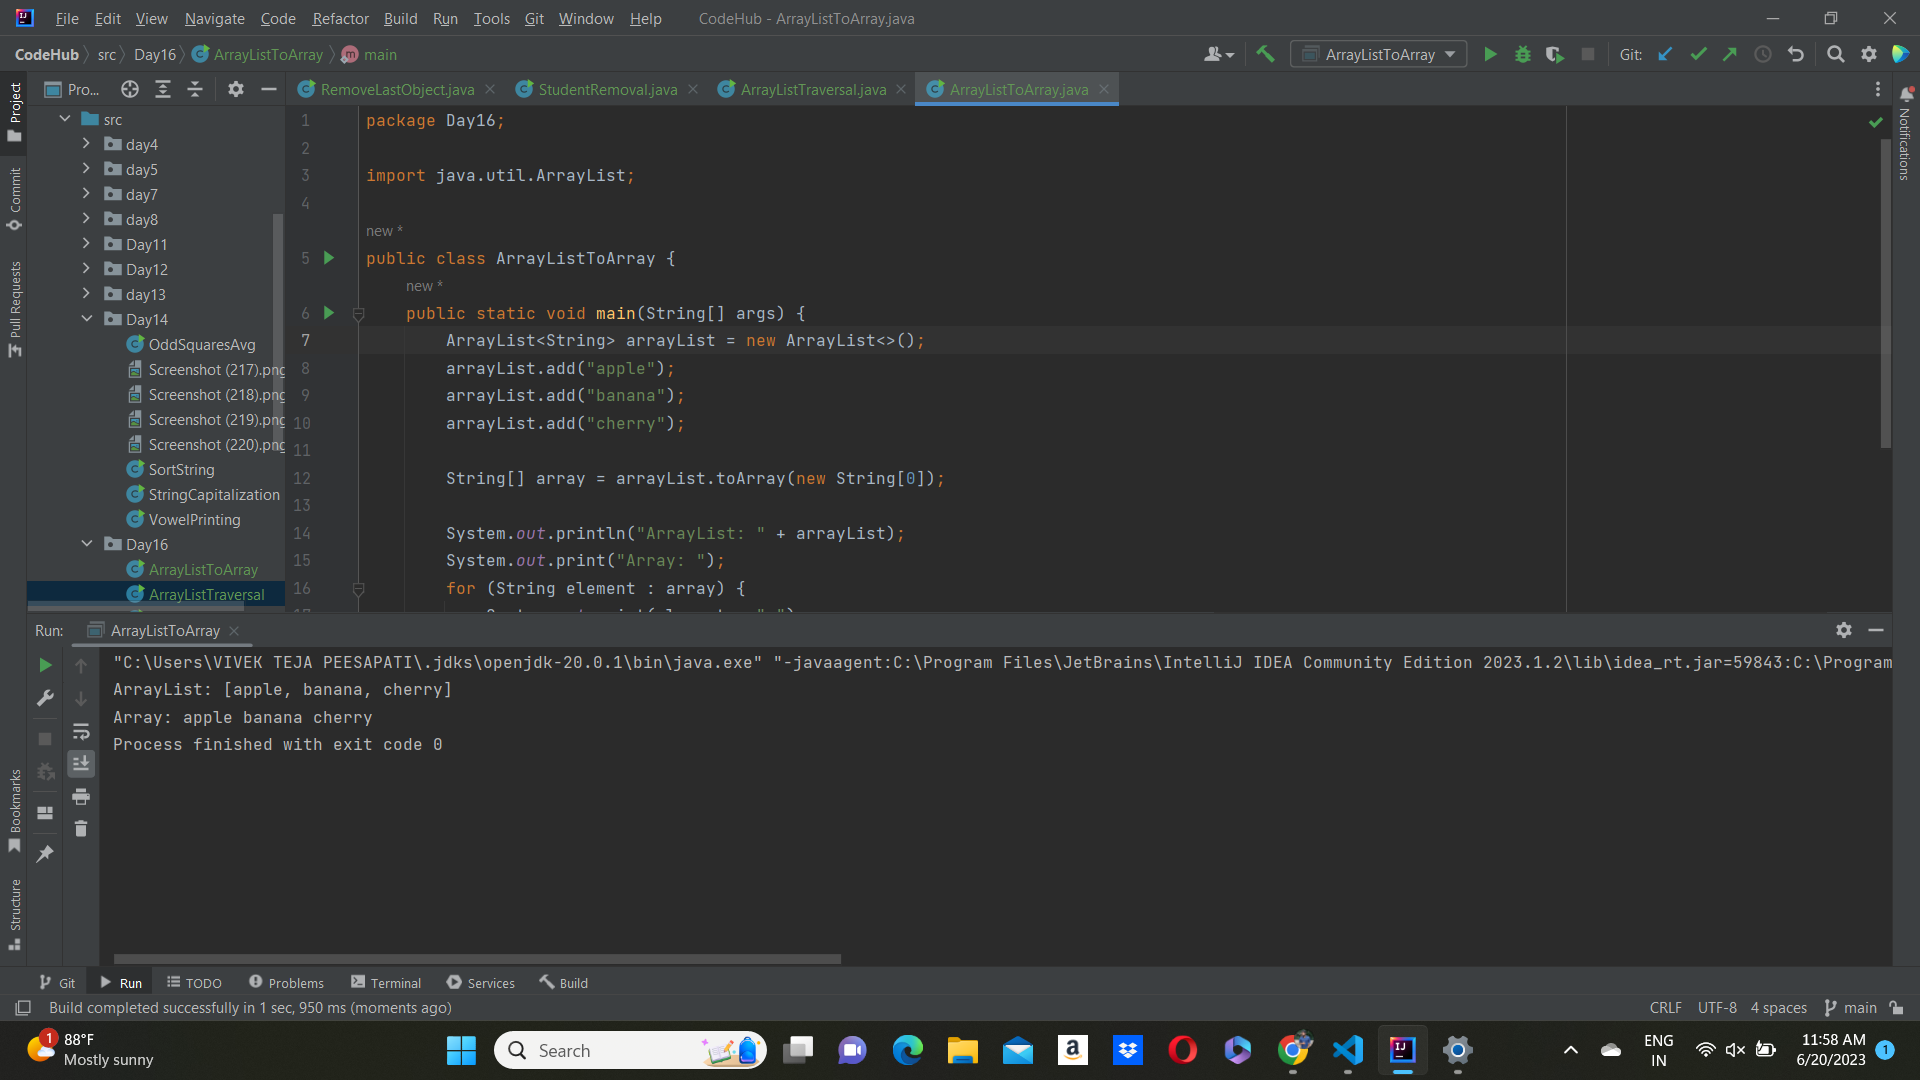 File Edit View Navigate Code Refactor Build Run Tools Git Window Help CodeHub - ArrayListToArray.java
CodeHub src Day16 ArrayListToArray main ArrayListToArray Git:
Pro... RemoveLastObject.java StudentRemoval.java ArrayListTraversal.java ArrayListToArray.java
Project
Commit
Pull Requests
Bookmarks
Structure
Notifications
src
day4
day5
day7
day8
Day11
Day12
day13
Day14
OddSquaresAvg
Screenshot (217).png
Screenshot (218).png
Screenshot (219).png
Screenshot (220).png
SortString
StringCapitalization
VowelPrinting
Day16
ArrayListToArray
ArrayListTraversal
1 package Day16;
2
3 import java.util.ArrayList;
4
new *
5 public class ArrayListToArray {
new *
6 public static void main(String[] args) {
7 ArrayList<String> arrayList = new ArrayList<>();
8 arrayList.add("apple");
9 arrayList.add("banana");
10 arrayList.add("cherry");
11
12 String[] array = arrayList.toArray(new String[0]);
13
14 System.out.println("ArrayList: " + arrayList);
15 System.out.print("Array: ");
16 for (String element : array) {
Run: ArrayListToArray
"C:\Users\VIVEK TEJA PEESAPATI\.jdks\openjdk-20.0.1\bin\java.exe" "-javaagent:C:\Program Files\JetBrains\IntelliJ IDEA Community Edition 2023.1.2\lib\idea_rt.jar=59843:C:\Program
ArrayList: [apple, banana, cherry]
Array: apple banana cherry
Process finished with exit code 0
Git Run TODO Problems Terminal Services Build
Build completed successfully in 1 sec, 950 ms (moments ago) CRLF UTF-8 4 spaces main
1 88°F
Mostly sunny
Search
ENG
IN
11:58 AM
6/20/2023
1